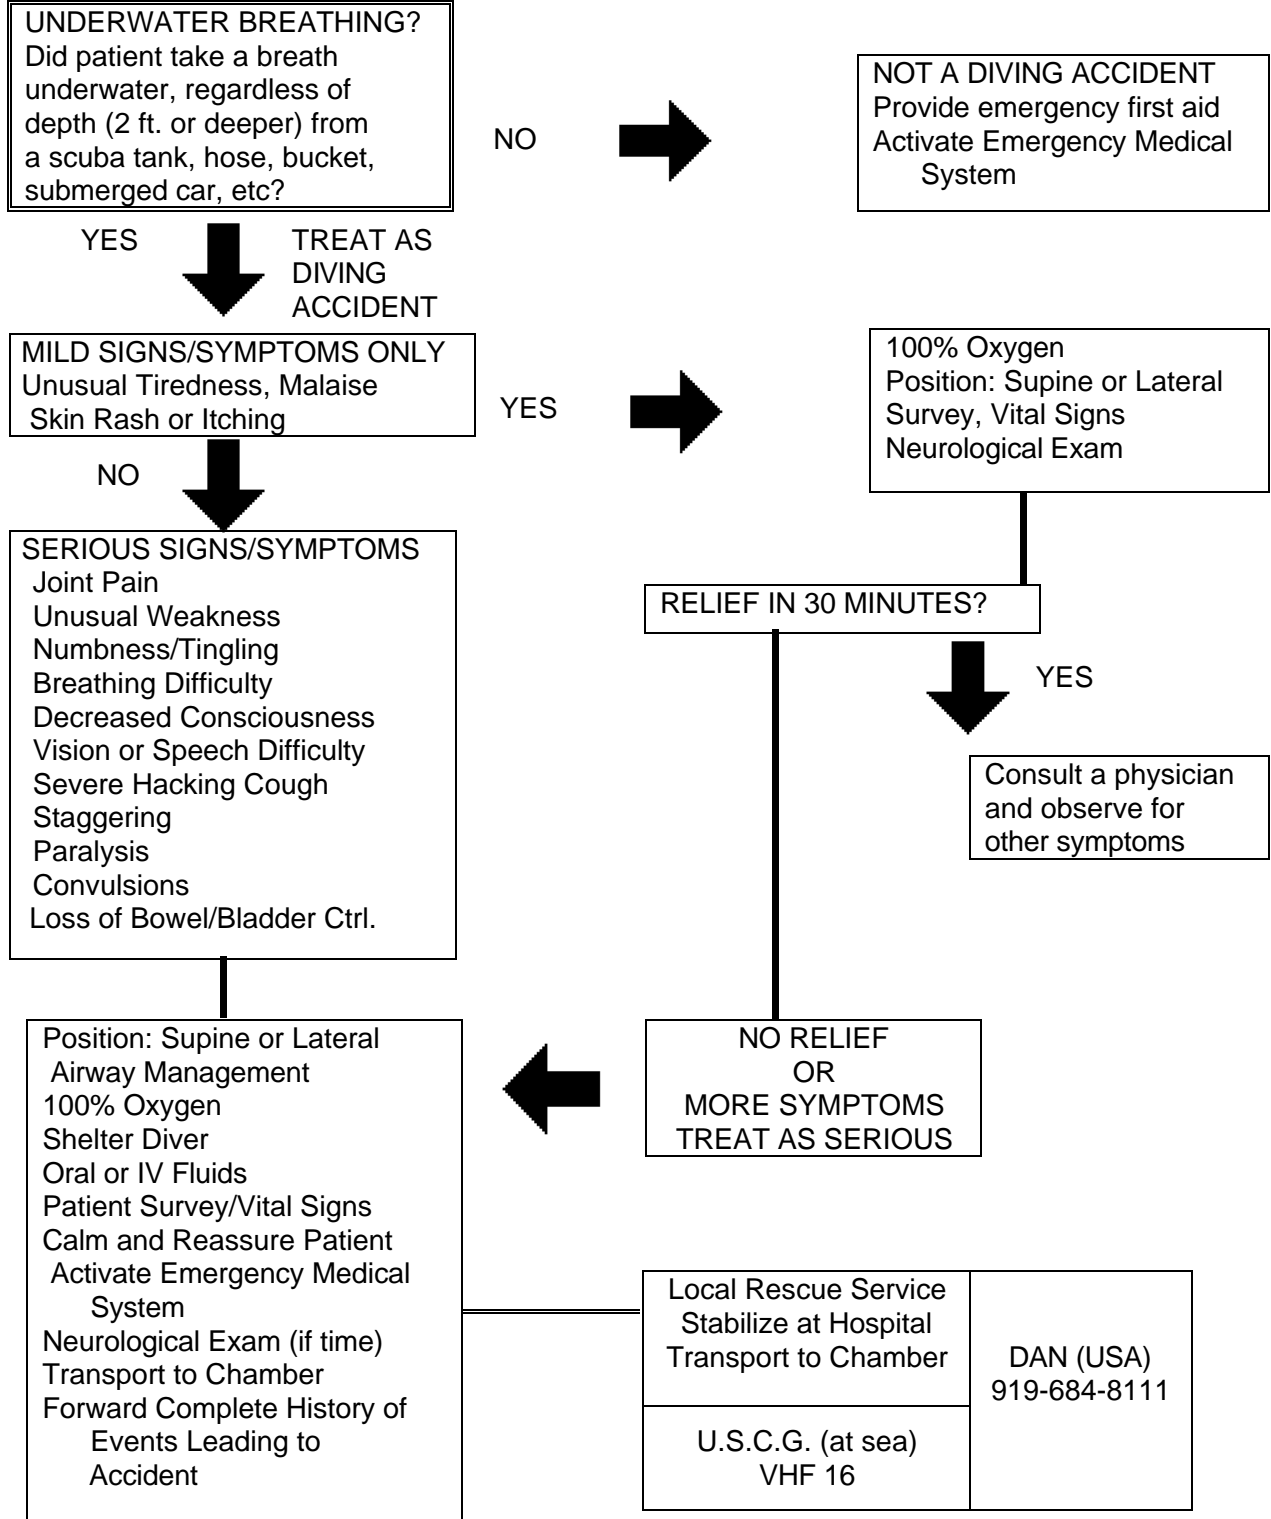 UNDERWATER BREATHING?
Did patient take a breath
underwater, regardless of
depth (2 ft. or deeper) from
a scuba tank, hose, bucket,
submerged car, etc?
NO
NOT A DIVING ACCIDENT
Provide emergency first aid
Activate Emergency Medical
System
YES
TREAT AS
DIVING
ACCIDENT
MILD SIGNS/SYMPTOMS ONLY
Unusual Tiredness, Malaise
Skin Rash or Itching
YES
100% Oxygen
Position: Supine or Lateral
Survey, Vital Signs
Neurological Exam
NO
SERIOUS SIGNS/SYMPTOMS
Joint Pain
Unusual Weakness
Numbness/Tingling
Breathing Difficulty
Decreased Consciousness
Vision or Speech Difficulty
Severe Hacking Cough
Staggering
Paralysis
Convulsions
Loss of Bowel/Bladder Ctrl.
RELIEF IN 30 MINUTES?
YES
Consult a physician
and observe for
other symptoms
NO RELIEF
OR
MORE SYMPTOMS
TREAT AS SERIOUS
Position: Supine or Lateral
Airway Management
100% Oxygen
Shelter Diver
Oral or IV Fluids
Patient Survey/Vital Signs
Calm and Reassure Patient
Activate Emergency Medical
System
Neurological Exam (if time)
Transport to Chamber
Forward Complete History of
Events Leading to
Accident
Local Rescue Service
Stabilize at Hospital
Transport to Chamber
U.S.C.G. (at sea)
VHF 16
DAN (USA)
919-684-8111